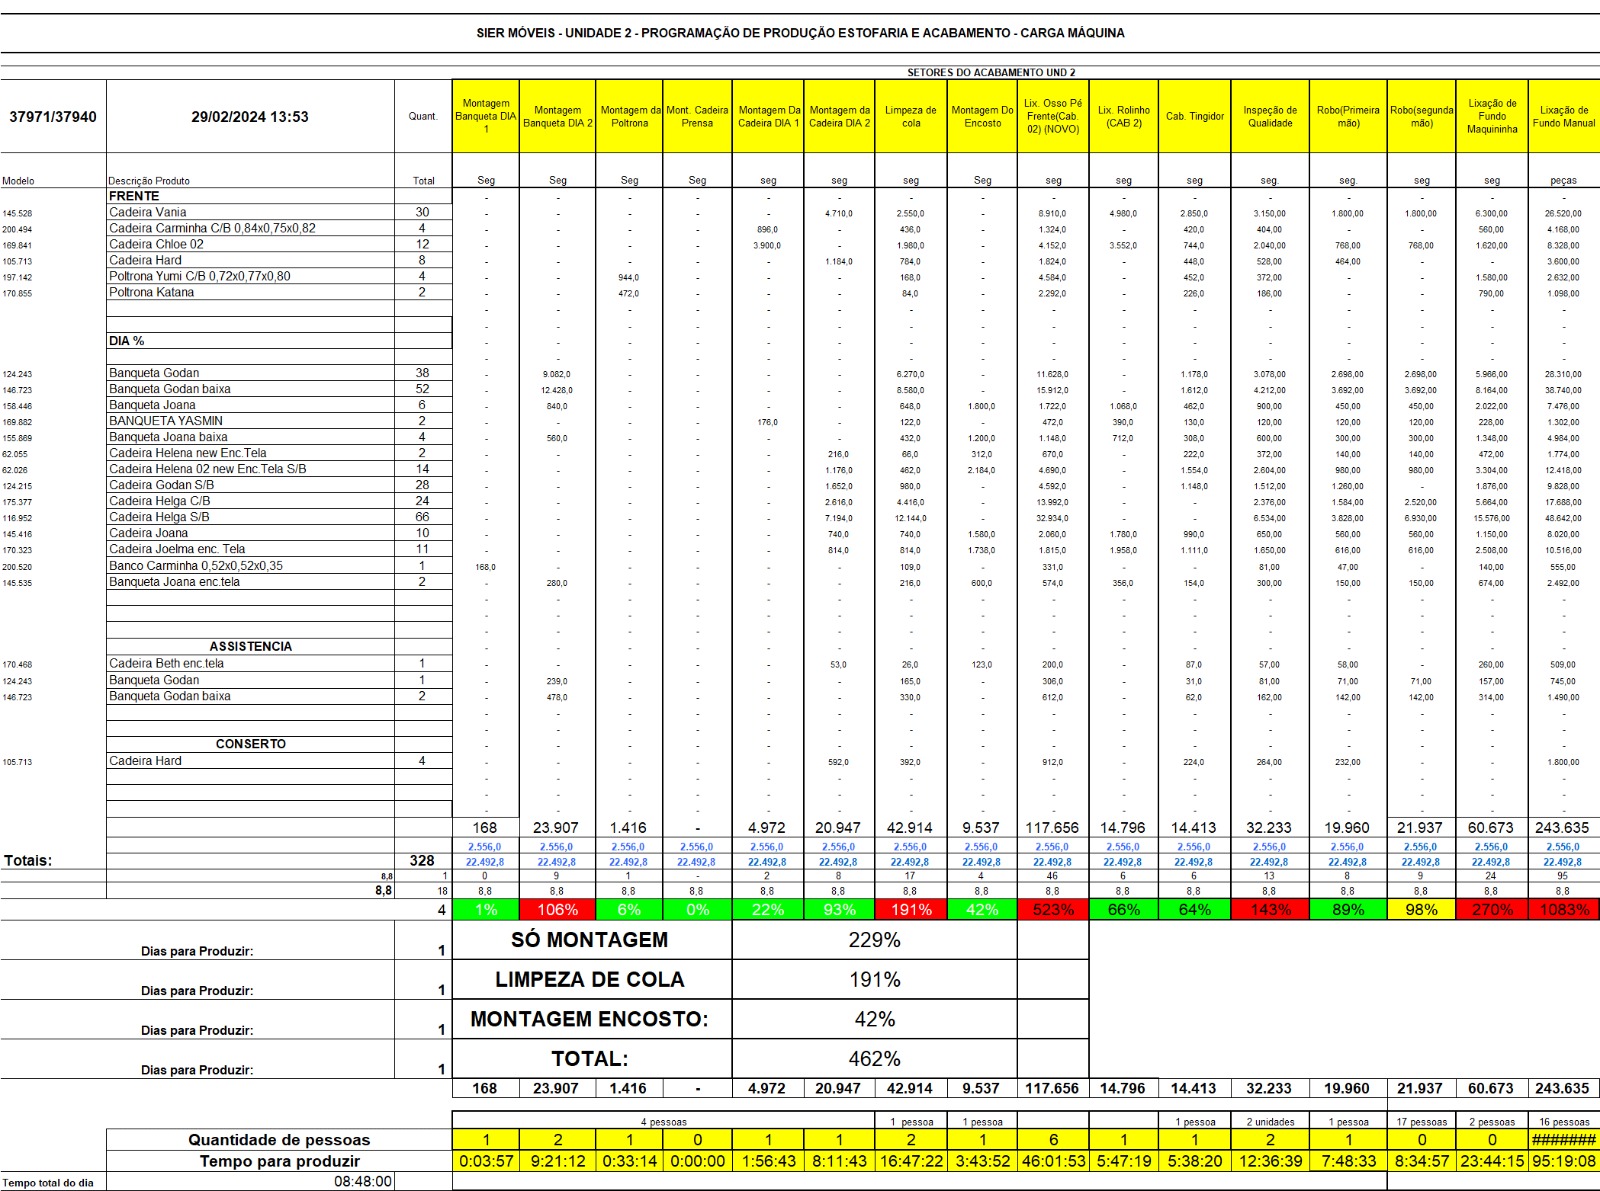 SIER MÓVEIS - UNIDADE 2 - PROGRAMAÇÃO DE PRODUÇÃO ESTOFARIA E ACABAMENTO - CARGA MÁQUINA
SETORES DO ACABAMENTO UND 2
37971/37940 29/02/2024 13:53 Quant. Montagem Banqueta DIA 1 Montagem Banqueta DIA 2 Montagem da Poltrona Mont. Cadeira Prensa Montagem Da Cadeira DIA 1 Montagem da Cadeira DIA 2 Limpeza de cola Montagem Do Encosto Lix. Osso Pé Frente(Cab. 02) (NOVO) Lix. Rolinho (CAB 2) Cab. Tingidor Inspeção de Qualidade Robo(Primeira mão) Robo(segunda mão) Lixação de Fundo Maquininha Lixação de Fundo Manual
Modelo Descrição Produto Total Seg Seg Seg Seg seg seg seg Seg seg seg seg seg. seg. seg seg peças
FRENTE - - - - - - - - - - - - - - - -
145.528 Cadeira Vania 30 - - - - - 4.710,0 2.550,0 - 8.910,0 4.980,0 2.850,0 3.150,00 1.800,00 1.800,00 6.300,00 26.520,00
200.494 Cadeira Carminha C/B 0,84x0,75x0,82 4 - - - - 896,0 - 436,0 - 1.324,0 - 420,0 404,00 - - 560,00 4.168,00
169.841 Cadeira Chloe 02 12 - - - - 3.900,0 - 1.980,0 - 4.152,0 3.552,0 744,0 2.040,00 768,00 768,00 1.620,00 8.328,00
105.713 Cadeira Hard 8 - - - - - 1.184,0 784,0 - 1.824,0 - 448,0 528,00 464,00 - - 3.600,00
197.142 Poltrona Yumi C/B 0,72x0,77x0,80 4 - - 944,0 - - - 168,0 - 4.584,0 - 452,0 372,00 - - 1.580,00 2.632,00
170.855 Poltrona Katana 2 - - 472,0 - - - 84,0 - 2.292,0 - 226,0 186,00 - - 790,00 1.098,00
- - - - - - - - - - - - - - - -
- - - - - - - - - - - - - - - -
DIA % - - - - - - - - - - - - - - - -
- - - - - - - - - - - - - - - -
124.243 Banqueta Godan 38 - 9.082,0 - - - - 6.270,0 - 11.628,0 - 1.178,0 3.078,00 2.698,00 2.698,00 5.966,00 28.310,00
146.723 Banqueta Godan baixa 52 - 12.428,0 - - - - 8.580,0 - 15.912,0 - 1.612,0 4.212,00 3.692,00 3.692,00 8.164,00 38.740,00
158.446 Banqueta Joana 6 - 840,0 - - - - 648,0 1.800,0 1.722,0 1.068,0 462,0 900,00 450,00 450,00 2.022,00 7.476,00
169.882 BANQUETA YASMIN 2 - - - - 176,0 - 122,0 - 472,0 390,0 130,0 120,00 120,00 120,00 228,00 1.302,00
155.869 Banqueta Joana baixa 4 - 560,0 - - - - 432,0 1.200,0 1.148,0 712,0 308,0 600,00 300,00 300,00 1.348,00 4.984,00
62.055 Cadeira Helena new Enc.Tela 2 - - - - - 216,0 66,0 312,0 670,0 - 222,0 372,00 140,00 140,00 472,00 1.774,00
62.026 Cadeira Helena 02 new Enc.Tela S/B 14 - - - - - 1.176,0 462,0 2.184,0 4.690,0 - 1.554,0 2.604,00 980,00 980,00 3.304,00 12.418,00
124.215 Cadeira Godan S/B 28 - - - - - 1.652,0 980,0 - 4.592,0 - 1.148,0 1.512,00 1.260,00 - 1.876,00 9.828,00
175.377 Cadeira Helga C/B 24 - - - - - 2.616,0 4.416,0 - 13.992,0 - - 2.376,00 1.584,00 2.520,00 5.664,00 17.688,00
116.952 Cadeira Helga S/B 66 - - - - - 7.194,0 12.144,0 - 32.934,0 - - 6.534,00 3.828,00 6.930,00 15.576,00 48.642,00
145.416 Cadeira Joana 10 - - - - - 740,0 740,0 1.580,0 2.060,0 1.780,0 990,0 650,00 560,00 560,00 1.150,00 8.020,00
170.323 Cadeira Joelma enc. Tela 11 - - - - - 814,0 814,0 1.738,0 1.815,0 1.958,0 1.111,0 1.650,00 616,00 616,00 2.508,00 10.516,00
200.520 Banco Carminha 0,52x0,52x0,35 1 168,0 - - - - - 109,0 - 331,0 - - 81,00 47,00 - 140,00 555,00
145.535 Banqueta Joana enc.tela 2 - 280,0 - - - - 216,0 600,0 574,0 356,0 154,0 300,00 150,00 150,00 674,00 2.492,00
- - - - - - - - - - - - - - - -
- - - - - - - - - - - - - - - -
- - - - - - - - - - - - - - - -
ASSISTENCIA - - - - - - - - - - - - - - - -
170.468 Cadeira Beth enc.tela 1 - - - - - 53,0 26,0 123,0 200,0 - 87,0 57,00 58,00 - 260,00 509,00
124.243 Banqueta Godan 1 - 239,0 - - - - 165,0 - 306,0 - 31,0 81,00 71,00 71,00 157,00 745,00
146.723 Banqueta Godan baixa 2 - 478,0 - - - - 330,0 - 612,0 - 62,0 162,00 142,00 142,00 314,00 1.490,00
- - - - - - - - - - - - - - - -
- - - - - - - - - - - - - - - -
CONSERTO - - - - - - - - - - - - - - - -
105.713 Cadeira Hard 4 - - - - - 592,0 392,0 - 912,0 - 224,0 264,00 232,00 - - 1.800,00
- - - - - - - - - - - - - - - -
- - - - - - - - - - - - - - - -
- - - - - - - - - - - - - - - -
168 23.907 1.416 - 4.972 20.947 42.914 9.537 117.656 14.796 14.413 32.233 19.960 21.937 60.673 243.635
2.556,0 2.556,0 2.556,0 2.556,0 2.556,0 2.556,0 2.556,0 2.556,0 2.556,0 2.556,0 2.556,0 2.556,0 2.556,0 2.556,0 2.556,0 2.556,0
Totais: 328 22.492,8 22.492,8 22.492,8 22.492,8 22.492,8 22.492,8 22.492,8 22.492,8 22.492,8 22.492,8 22.492,8 22.492,8 22.492,8 22.492,8 22.492,8 22.492,8
8,8 1 0 9 1 - 2 8 17 4 46 6 6 13 8 9 24 95
8,8 18 8,8 8,8 8,8 8,8 8,8 8,8 8,8 8,8 8,8 8,8 8,8 8,8 8,8 8,8 8,8 8,8
4 1% 106% 6% 0% 22% 93% 191% 42% 523% 66% 64% 143% 89% 98% 270% 1083%
Dias para Produzir: 1 SÓ MONTAGEM 229%
Dias para Produzir: 1 LIMPEZA DE COLA 191%
Dias para Produzir: 1 MONTAGEM ENCOSTO: 42%
Dias para Produzir: 1 TOTAL: 462%
168 23.907 1.416 - 4.972 20.947 42.914 9.537 117.656 14.796 14.413 32.233 19.960 21.937 60.673 243.635
4 pessoas 1 pessoa 1 pessoa 1 pessoa 2 unidades 1 pessoa 17 pessoas 2 pessoas 16 pessoas
Quantidade de pessoas 1 2 1 0 1 1 2 1 6 1 1 2 1 0 0 #######
Tempo para produzir 0:03:57 9:21:12 0:33:14 0:00:00 1:56:43 8:11:43 16:47:22 3:43:52 46:01:53 5:47:19 5:38:20 12:36:39 7:48:33 8:34:57 23:44:15 95:19:08
Tempo total do dia 08:48:00